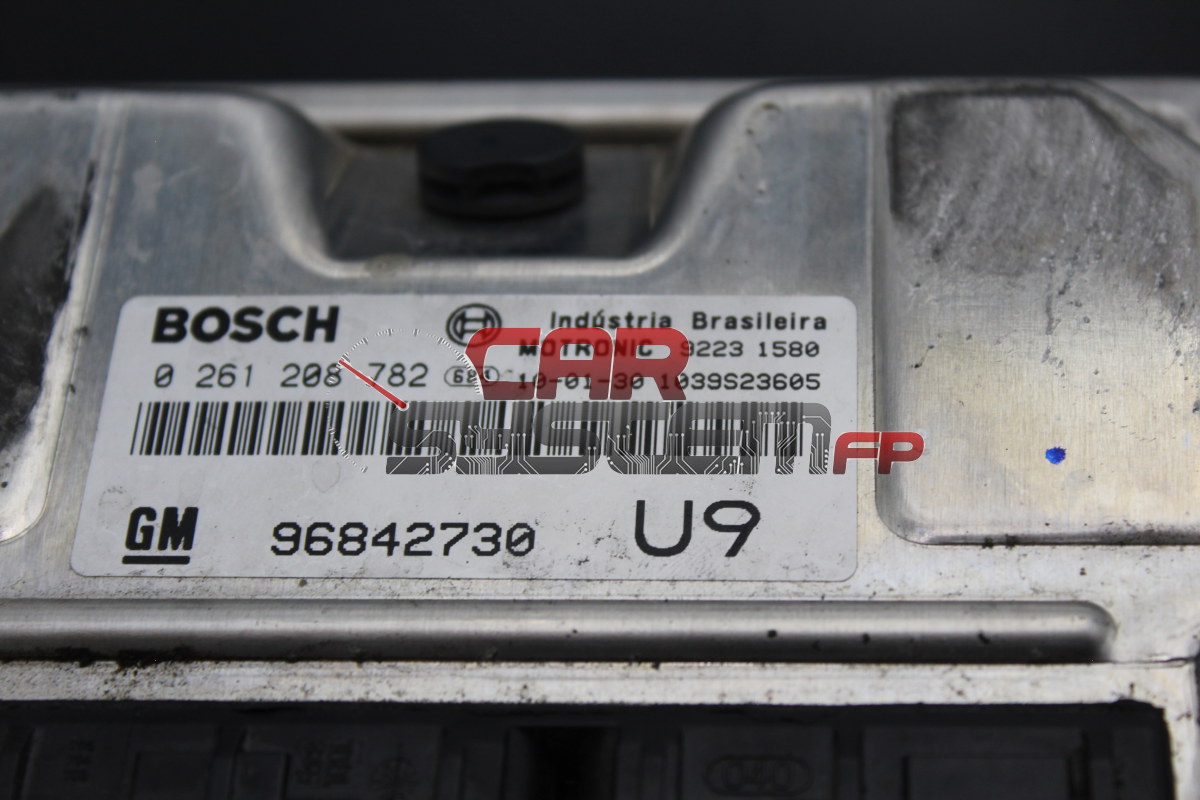 BOSCH
Indústria Brasileira
MOTRONIC 9223 1580
0 261 208 782
10-01-30 1039S23605
GM 96842730 U9
CAR
SYSTEM FP